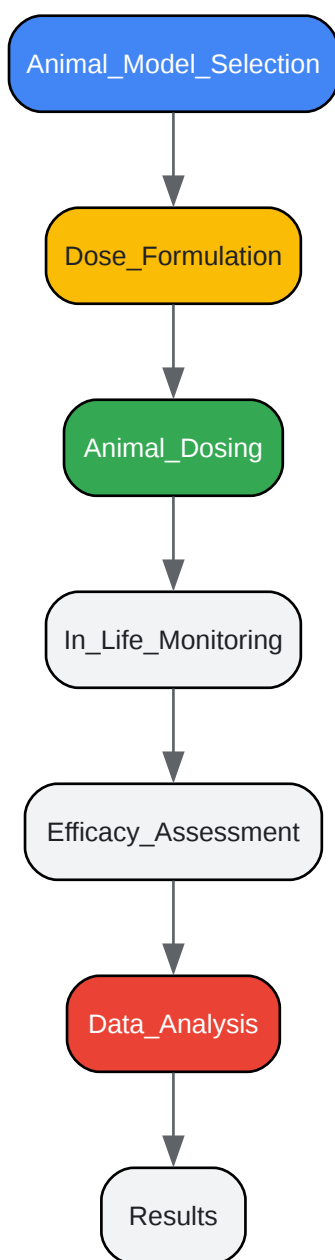 Animal_Model_Selection
Dose_Formulation
Animal_Dosing
In_Life_Monitoring
Efficacy_Assessment
Data_Analysis
Results